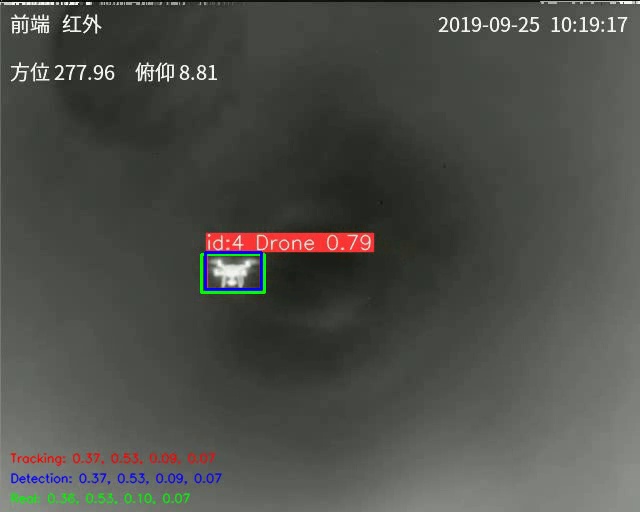 前端 红外
2019-09-25 10:19:17
方位 277.96 俯仰 8.81
id:4 Drone 0.79
Tracking: 0.37, 0.53, 0.09, 0.07
Detection: 0.37, 0.53, 0.09, 0.07
Real: 0.36, 0.53, 0.10, 0.07